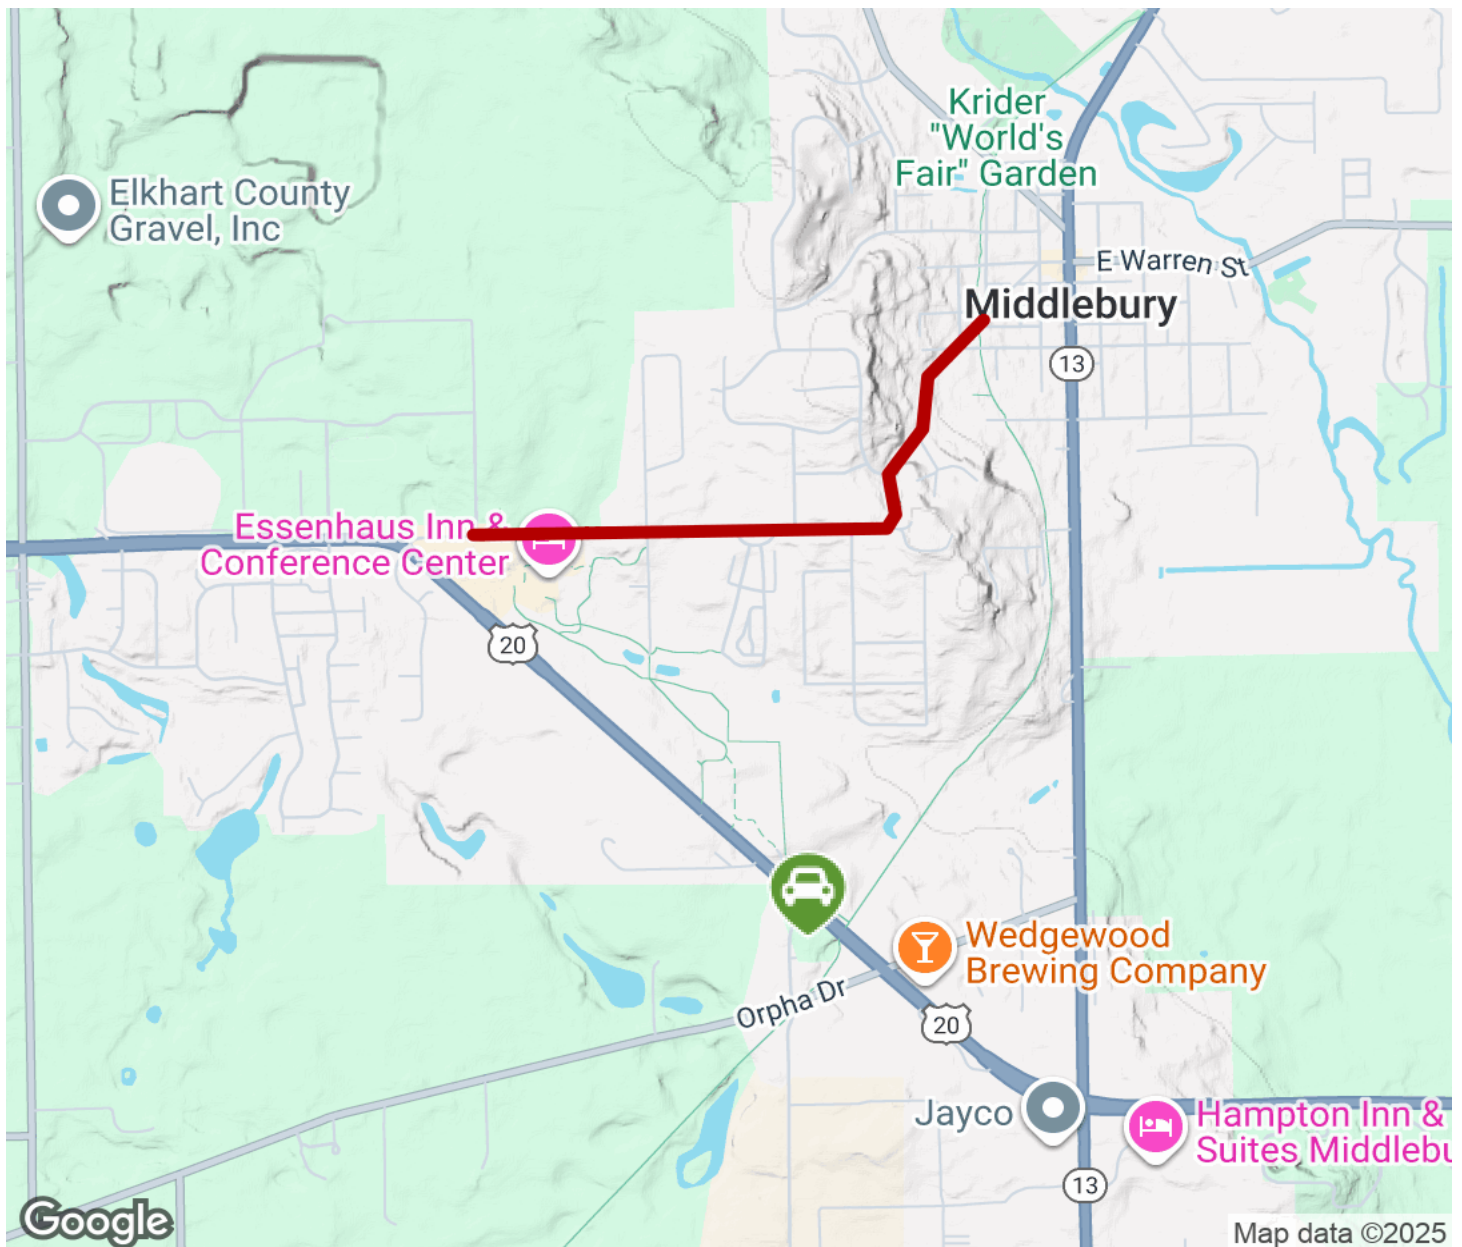 Krider
"World's
Fair" Garden
Elkhart County
Gravel, Inc
E Warren St
Middlebury
13
Essenhaus Inn &
Conference Center
20
Wedgewood
Brewing Company
Orpha Dr
20
Jayco
Hampton Inn &
Suites Middlebu
13
Google
Map data ©2025